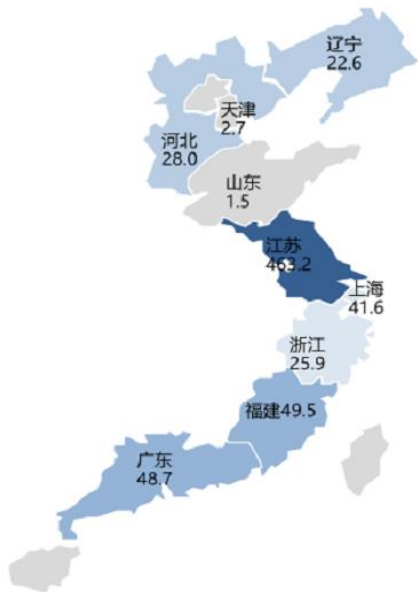 辽宁
22.6
天津
2.7
河北
28.0
山东
1.5
江苏
463.2
上海
41.6
浙江
25.9
福建49.5
广东
48.7